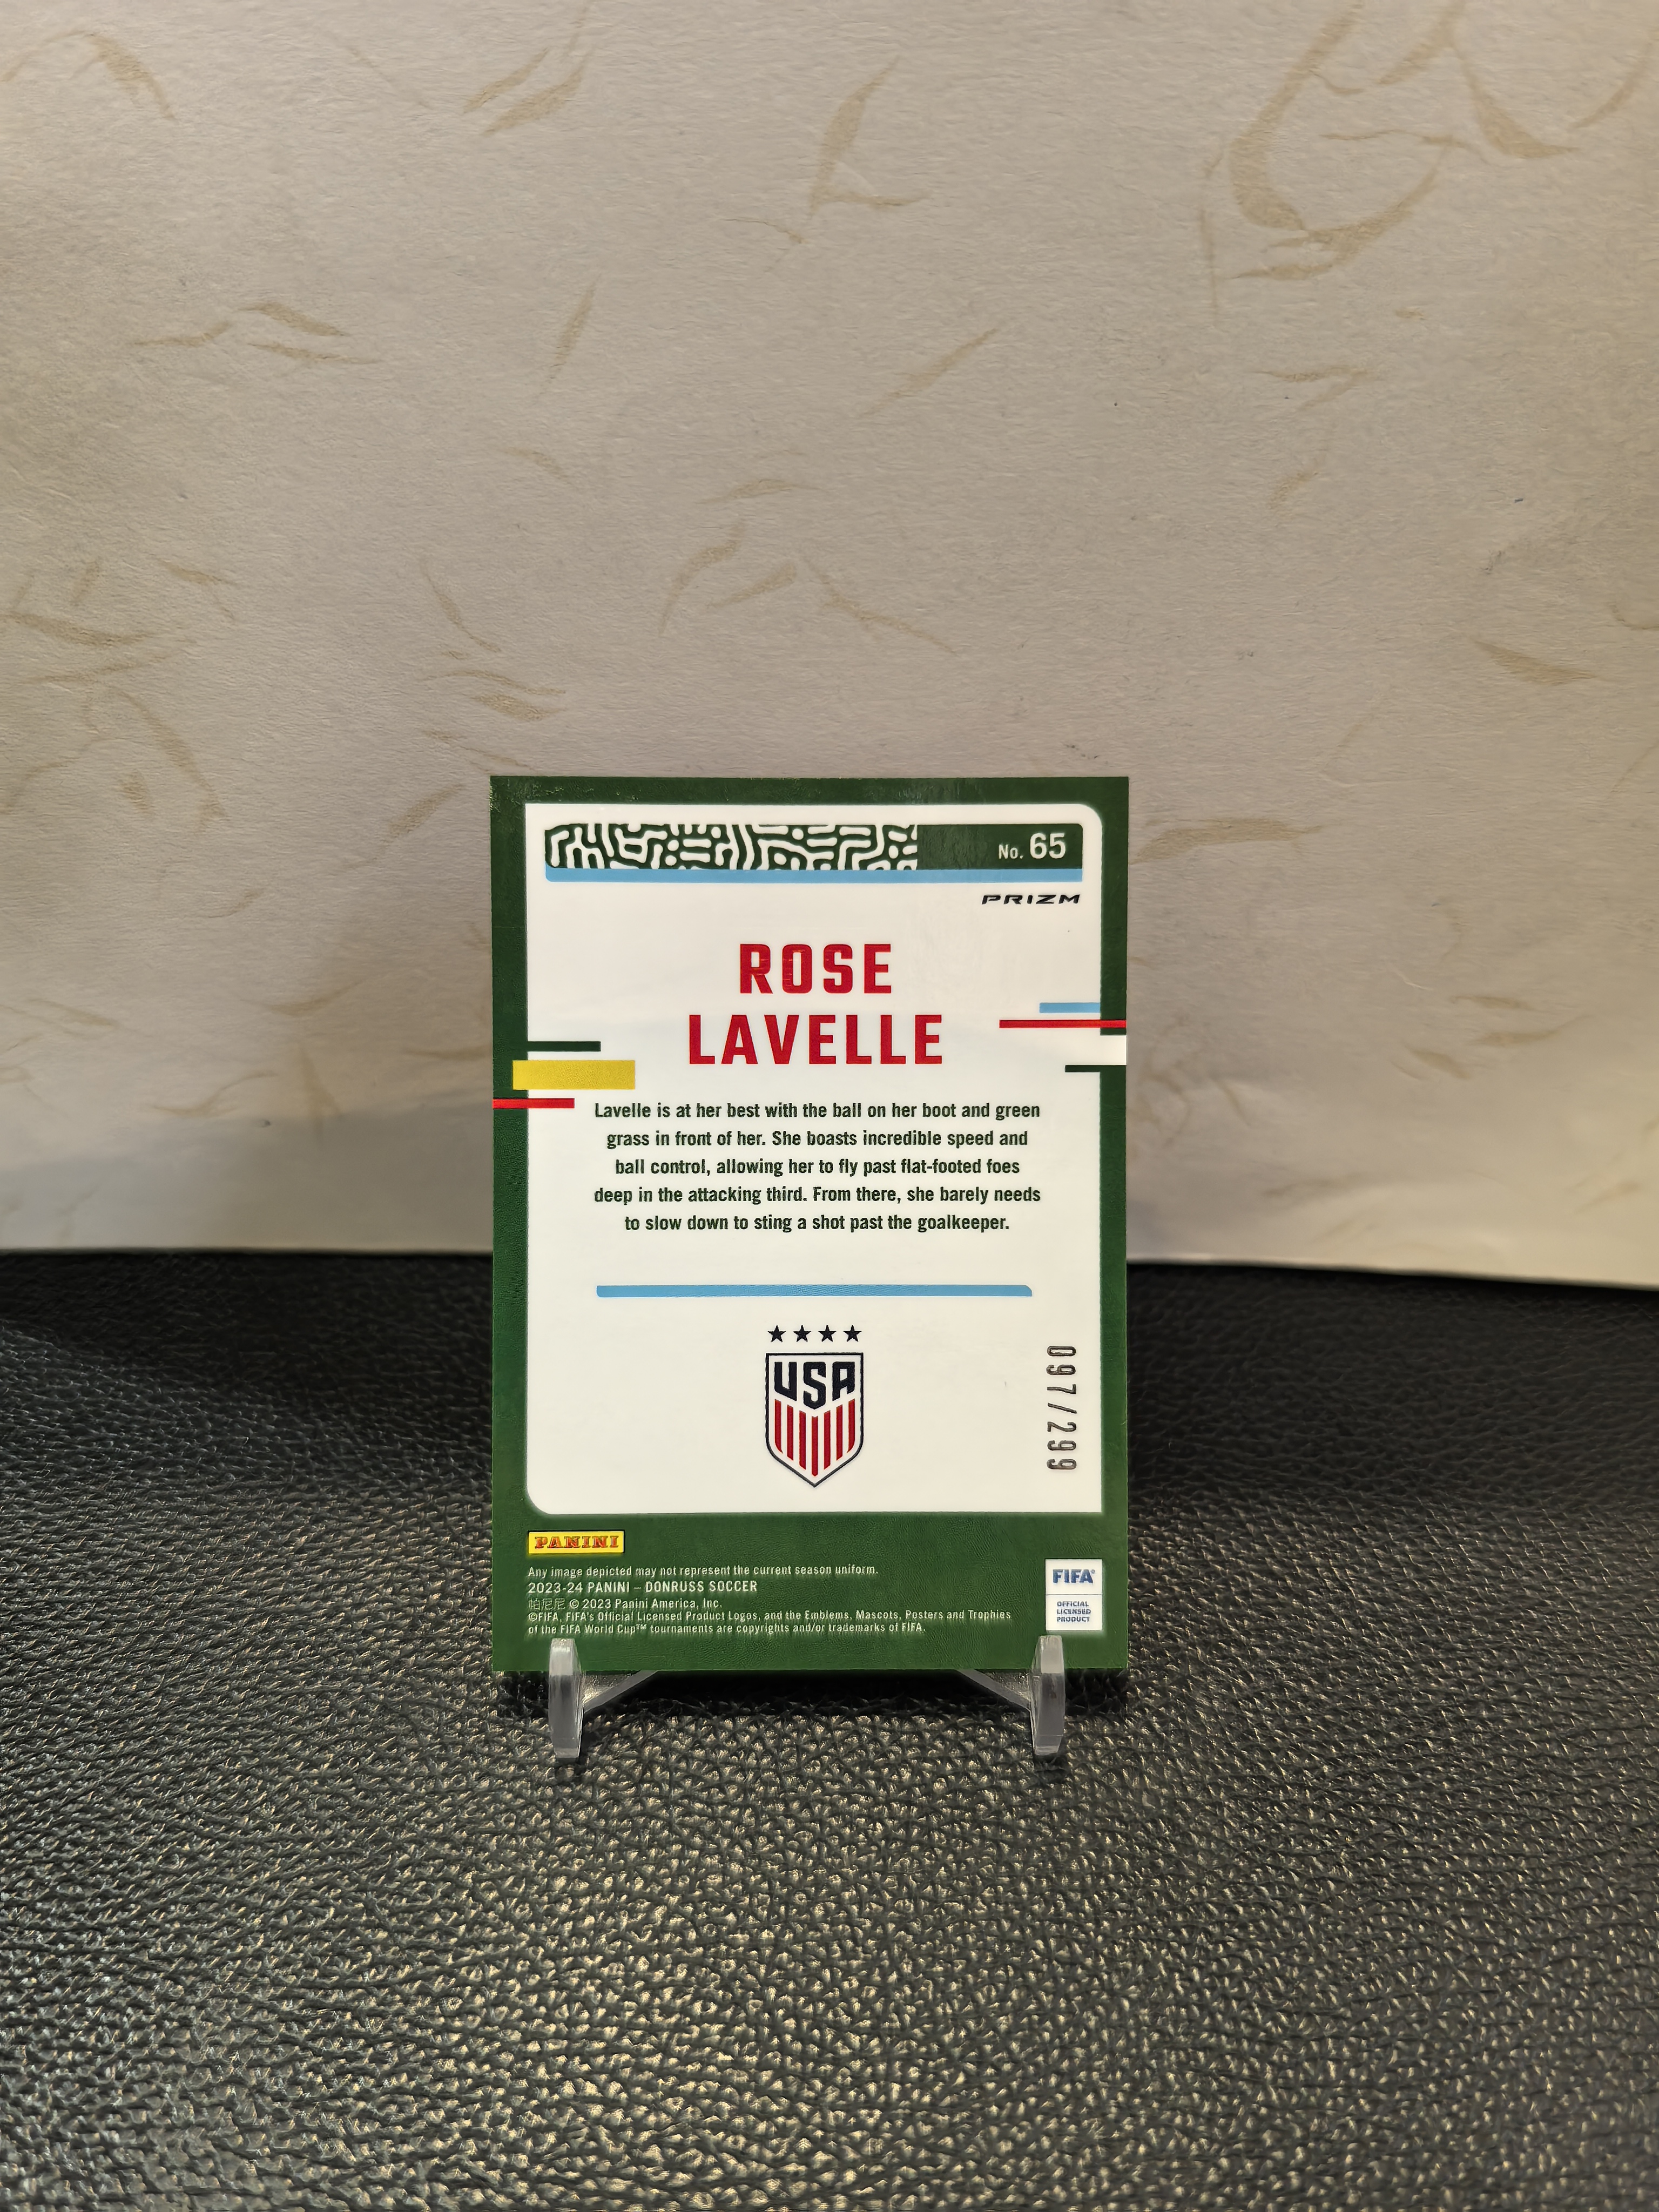 No. 65
PRIZM
ROSE
LAVELLE
Lavelle is at her best with the ball on her boot and green
grass in front of her. She boasts incredible speed and
ball control, allowing her to fly past flat-footed foes
deep in the attacking third. From there, she barely needs
to slow down to sting a shot past the goalkeeper.
USA
097/299
PANINI
Any image depicted may not represent the current season uniform.
2023-24 PANINI – DONRUSS SOCCER
帕尼尼 © 2023 Panini America, Inc.
©FIFA, FIFA's Official Licensed Product Logos, and the Emblems, Mascots, Posters and Trophies
of the FIFA World Cup™ tournaments are copyrights and/or trademarks of FIFA.
FIFA®
OFFICIAL
LICENSED
PRODUCT